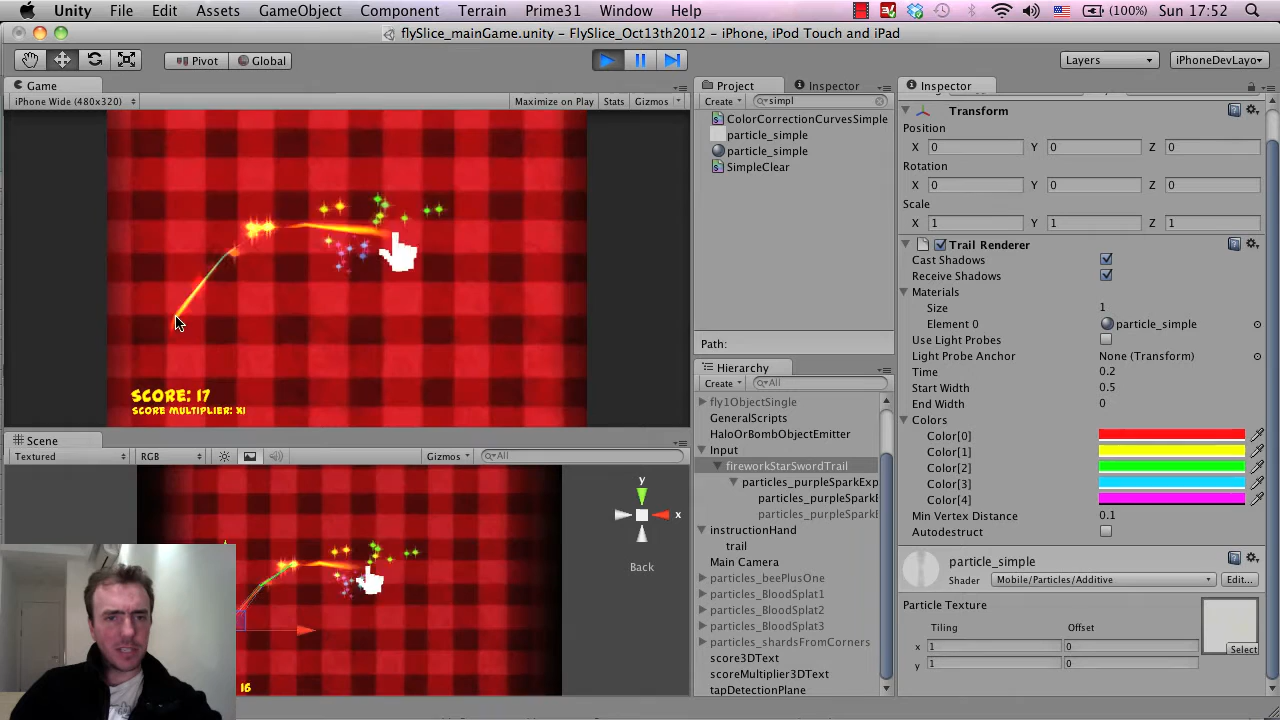 Unity File Edit Assets GameObject Component Terrain Prime31 Window Help (100%) Sun 17:52
flySlice_mainGame.unity - FlySlice_Oct13th2012 - iPhone, iPod Touch and iPad
Pivot Global Layers iPhoneDevLayo
Game
iPhone Wide (480x320) Maximize on Play Stats Gizmos
SCORE: 17
SCORE MULTIPLIER: X1
Scene
Textured RGB Gizmos All
y
x
Back
16
Project Inspector
Create simpl
ColorCorrectionCurvesSimple
particle_simple
particle_simple
SimpleClear
Path:
Hierarchy
Create All
fly1ObjectSingle
GeneralScripts
HaloOrBombObjectEmitter
Input
fireworkStarSwordTrail
particles_purpleSparkExp
particles_purpleSparkE
particles_purpleSparkE
instructionHand
trail
Main Camera
particles_beePlusOne
particles_BloodSplat1
particles_BloodSplat2
particles_BloodSplat3
particles_shardsFromCorners
score3DText
scoreMultiplier3DText
tapDetectionPlane
Inspector
Transform
Position
X 0 Y 0 Z 0
Rotation
X 0 Y 0 Z 0
Scale
X 1 Y 1 Z 1
Trail Renderer
Cast Shadows
Receive Shadows
Materials
Size 1
Element 0 particle_simple
Use Light Probes
Light Probe Anchor None (Transform)
Time 0.2
Start Width 0.5
End Width 0
Colors
Color[0]
Color[1]
Color[2]
Color[3]
Color[4]
Min Vertex Distance 0.1
Autodestruct
particle_simple
Shader Mobile/Particles/Additive Edit...
Particle Texture
Tiling Offset
x 1 0
y 1 0
Select